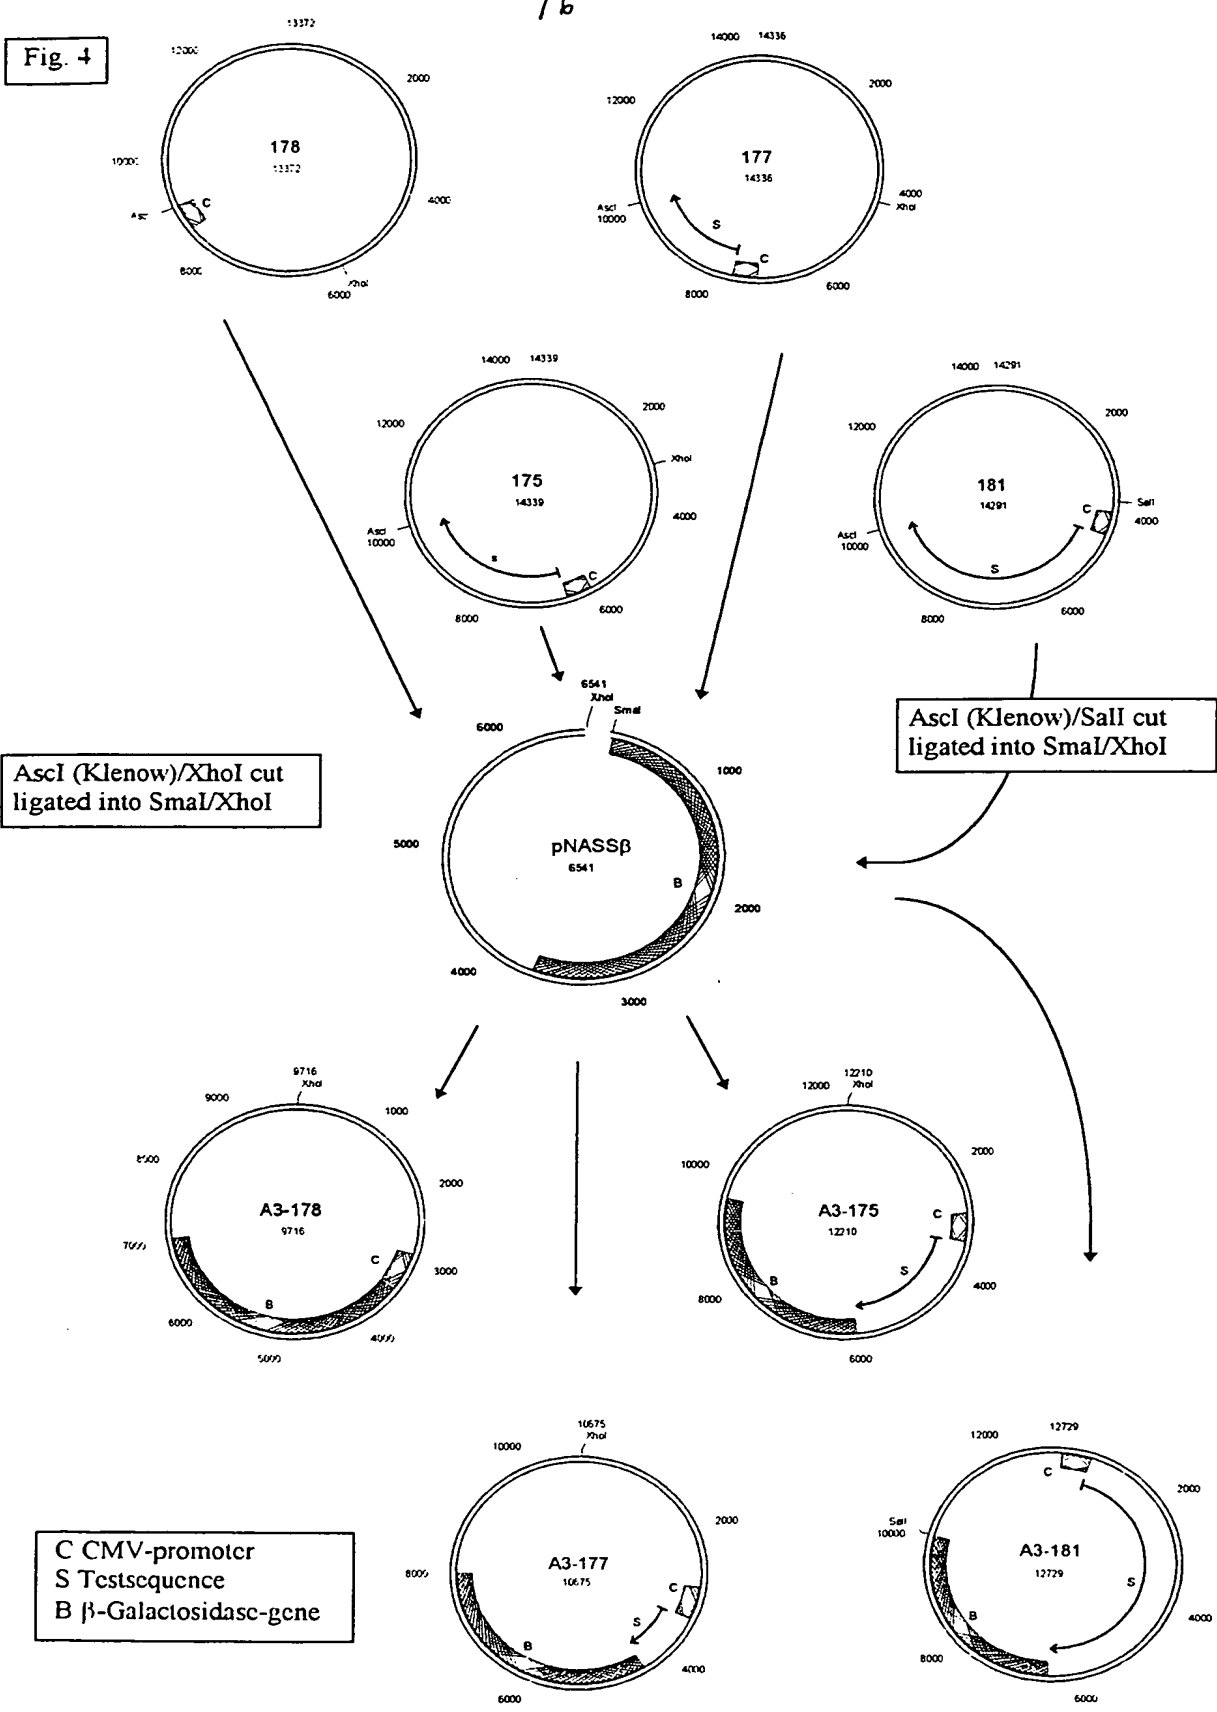 Fig. 4
13372
12000
2000
178
13372
10000
C
4000
8000
XhoI
6000
14000 14336
2000
12000
177
14336
AscI
10000
4000
XhoI
S
C
8000
6000
14000 14339
2000
12000
XhoI
175
14339
AscI
10000
4000
s
C
8000
6000
14000 14291
2000
12000
181
14291
SalI
4000
C
AscI
10000
S
8000
6000
6541
XhoI
SmaI
6000
1000
AscI (Klenow)/XhoI cut
ligated into SmaI/XhoI
AscI (Klenow)/SalI cut
ligated into SmaI/XhoI
5000
pNASSβ
6541
B
2000
4000
3000
9716
XhoI
9000
1000
8000
2000
A3-178
9716
7000
C
3000
B
6000
4000
5000
12210
12000
XhoI
2000
10000
A3-175
12210
C
S
4000
B
8000
6000
10675
XhoI
10000
2000
A3-177
10675
8000
C
S
B
4000
6000
12729
12000
C
2000
SalI
10000
A3-181
12729
S
4000
B
8000
6000
C CMV-promoter
S Testsequence
B β-Galactosidase-gene